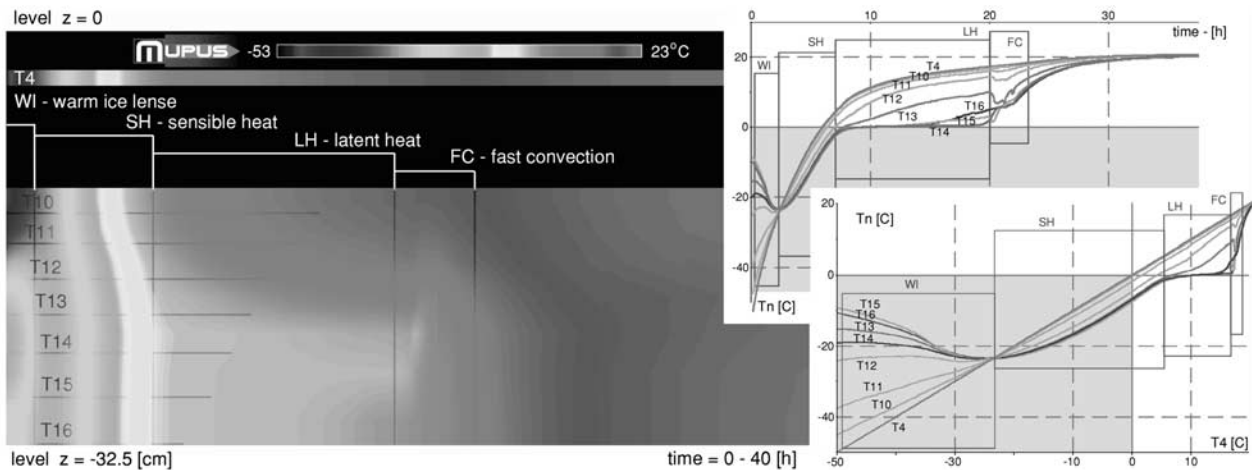 level z = 0
MUPUS
-53
23°C
T4
WI - warm ice lense
SH - sensible heat
LH - latent heat
FC - fast convection
T10
T11
T12
T13
T14
T15
T16
level z = -32.5 [cm]
time = 0 - 40 [h]
0
10
20
30
time - [h]
LH
SH
FC
WI
20
0
-20
-40
T4
T10
T11
T12
T13
T16
T15
T14
Tn [C]
20
Tn [C]
LH
FC
SH
WI
0
-20
-40
T15
T16
T13
T14
T12
T11
T10
T4
-50
-30
-10
0
10
T4 [C]